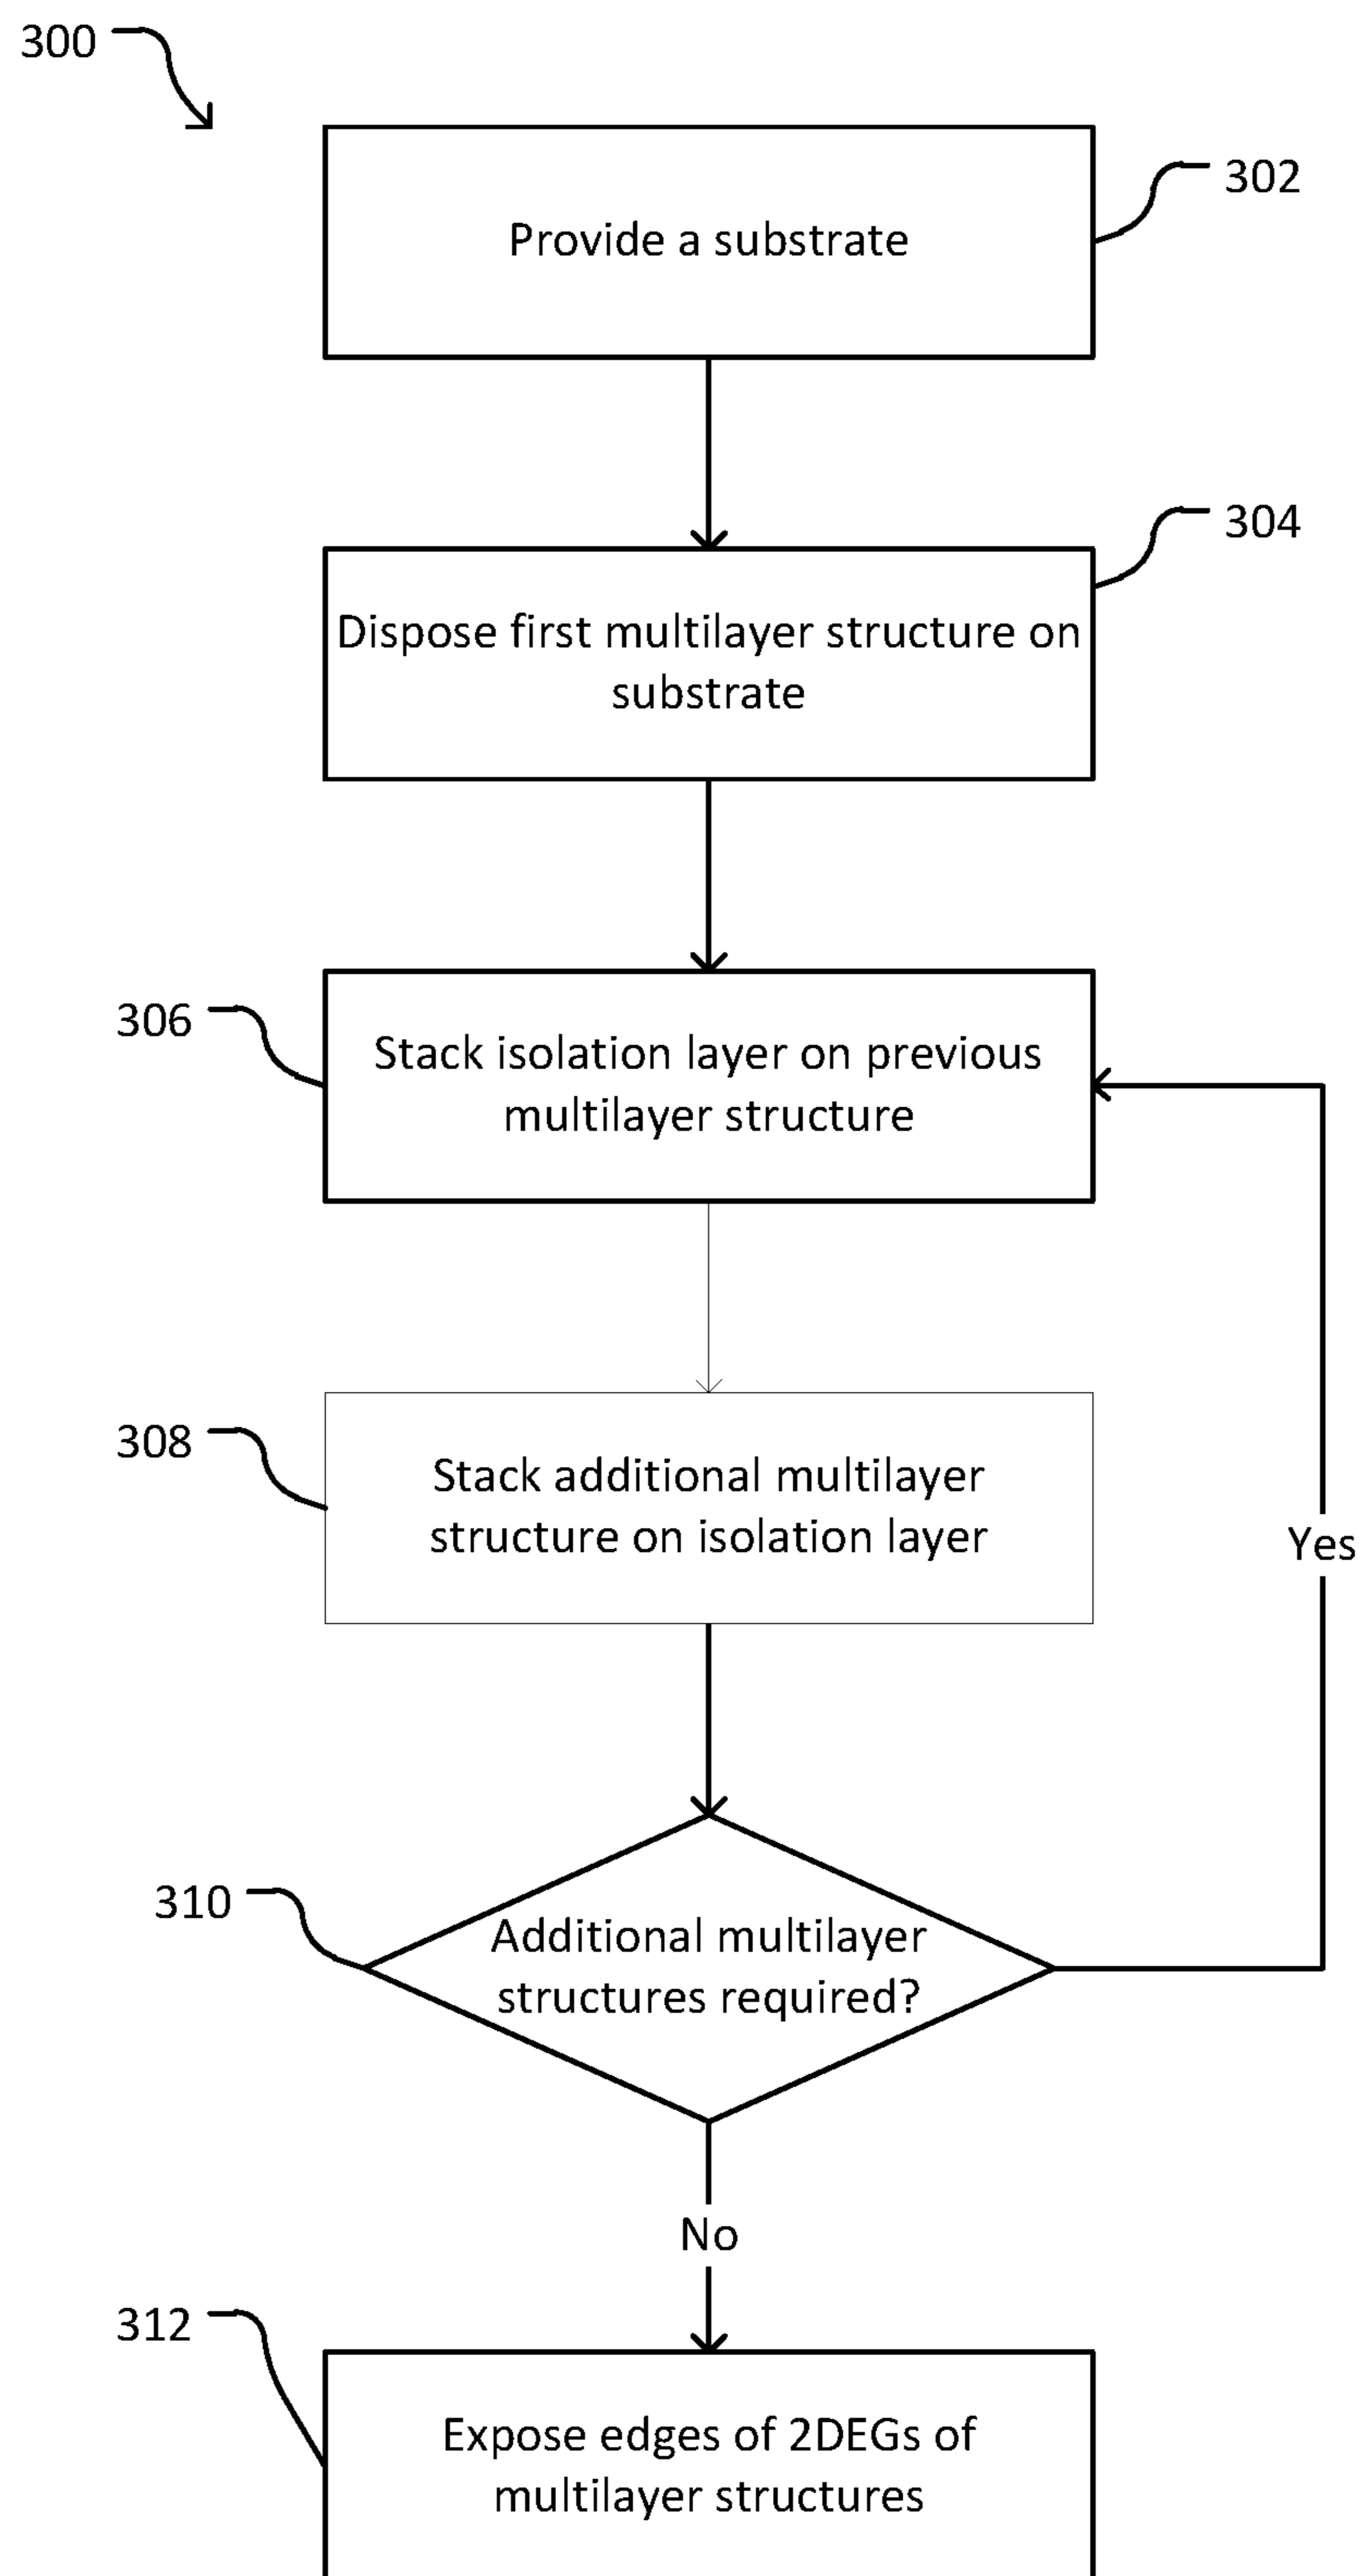 300
302
Provide a substrate
304
Dispose first multilayer structure on
substrate
306
Stack isolation layer on previous
multilayer structure
308
Stack additional multilayer
structure on isolation layer
Yes
310
Additional multilayer
structures required?
No
312
Expose edges of 2DEGs of
multilayer structures